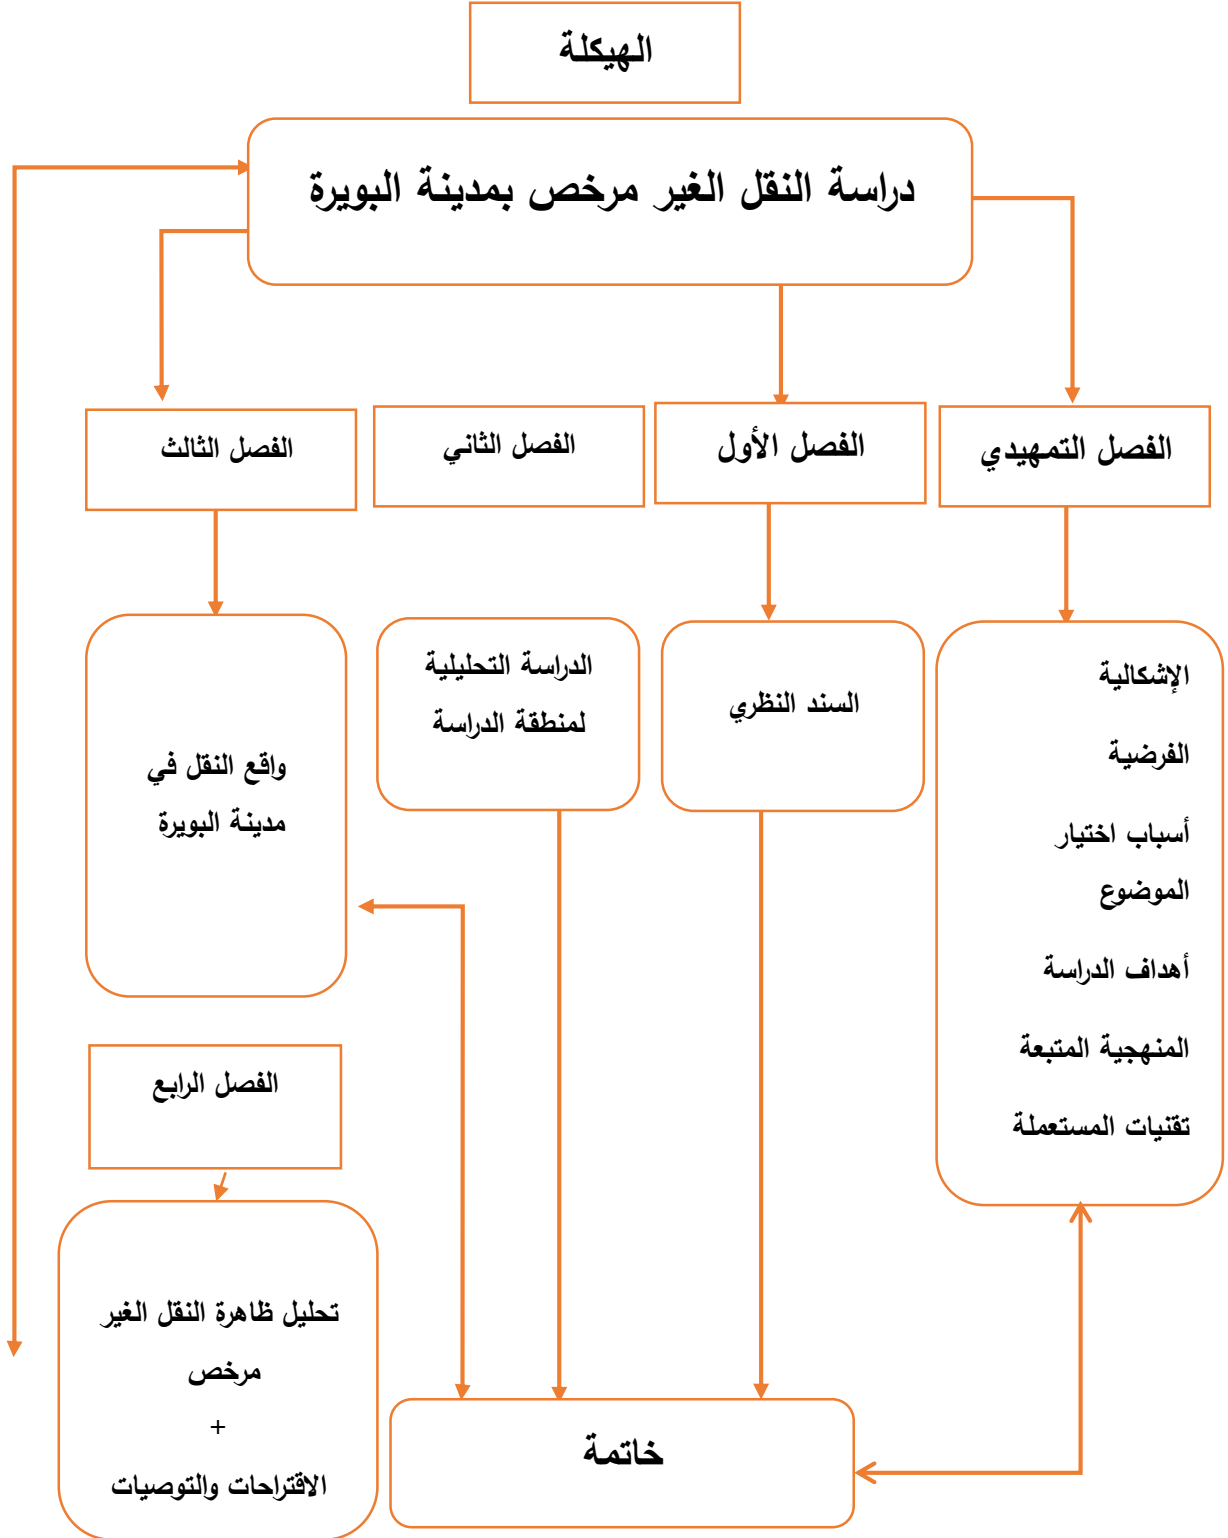 الهيكلة
دراسة النقل الغير مرخص بمدينة البويرة
الفصل التمهيدي
الفصل الأول
الفصل الثاني
الفصل الثالث
الإشكالية
الفرضية
أسباب اختيار
الموضوع
أهداف الدراسة
المنهجية المتبعة
تقنيات المستعملة
السند النظري
الدراسة التحليلية
لمنطقة الدراسة
واقع النقل في
مدينة البويرة
الفصل الرابع
تحليل ظاهرة النقل الغير
مرخص
+
الاقتراحات والتوصيات
خاتمة